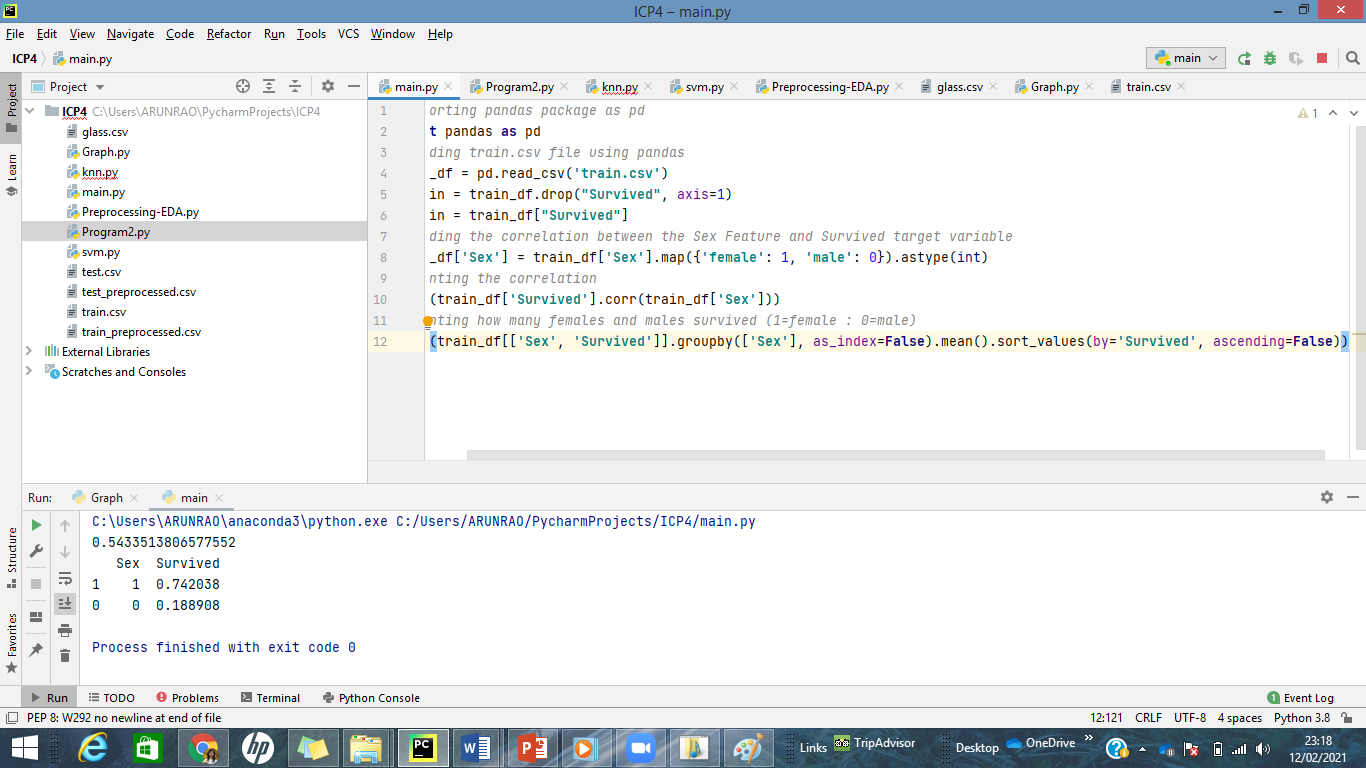 ICP4 – main.py
File Edit View Navigate Code Refactor Run Tools VCS Window Help
ICP4 main.py
main
Project
main.py Program2.py knn.py svm.py Preprocessing-EDA.py glass.csv Graph.py train.csv
Project
Learn
Structure
Favorites
ICP4 C:\Users\ARUNRAO\PycharmProjects\ICP4
glass.csv
Graph.py
knn.py
main.py
Preprocessing-EDA.py
Program2.py
svm.py
test.csv
test_preprocessed.csv
train.csv
train_preprocessed.csv
External Libraries
Scratches and Consoles
1 orting pandas package as pd
2 t pandas as pd
3 ding train.csv file using pandas
4 _df = pd.read_csv('train.csv')
5 in = train_df.drop("Survived", axis=1)
6 in = train_df["Survived"]
7 ding the correlation between the Sex Feature and Survived target variable
8 _df['Sex'] = train_df['Sex'].map({'female': 1, 'male': 0}).astype(int)
9 nting the correlation
10 (train_df['Survived'].corr(train_df['Sex']))
11 nting how many females and males survived (1=female : 0=male)
12 (train_df[['Sex', 'Survived']].groupby(['Sex'], as_index=False).mean().sort_values(by='Survived', ascending=False))
1
Run: Graph main
C:\Users\ARUNRAO\anaconda3\python.exe C:/Users/ARUNRAO/PycharmProjects/ICP4/main.py
0.5433513806577552
Sex Survived
1 1 0.742038
0 0 0.188908
Process finished with exit code 0
Run TODO Problems Terminal Python Console
1 Event Log
PEP 8: W292 no newline at end of file
12:121 CRLF UTF-8 4 spaces Python 3.8
PC
Links TripAdvisor Desktop OneDrive »
23:18
12/02/2021